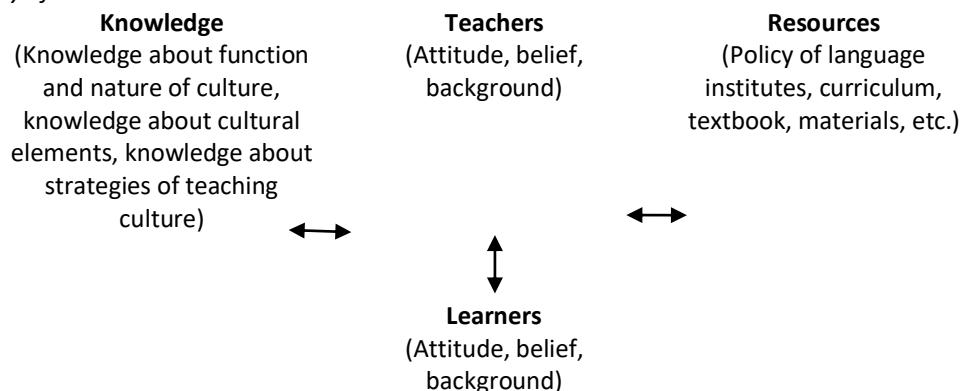 Knowledge
(Knowledge about function
and nature of culture,
knowledge about cultural
elements, knowledge about
strategies of teaching
culture)
Teachers
(Attitude, belief,
background)
Resources
(Policy of language
institutes, curriculum,
textbook, materials, etc.)
Learners
(Attitude, belief,
background)